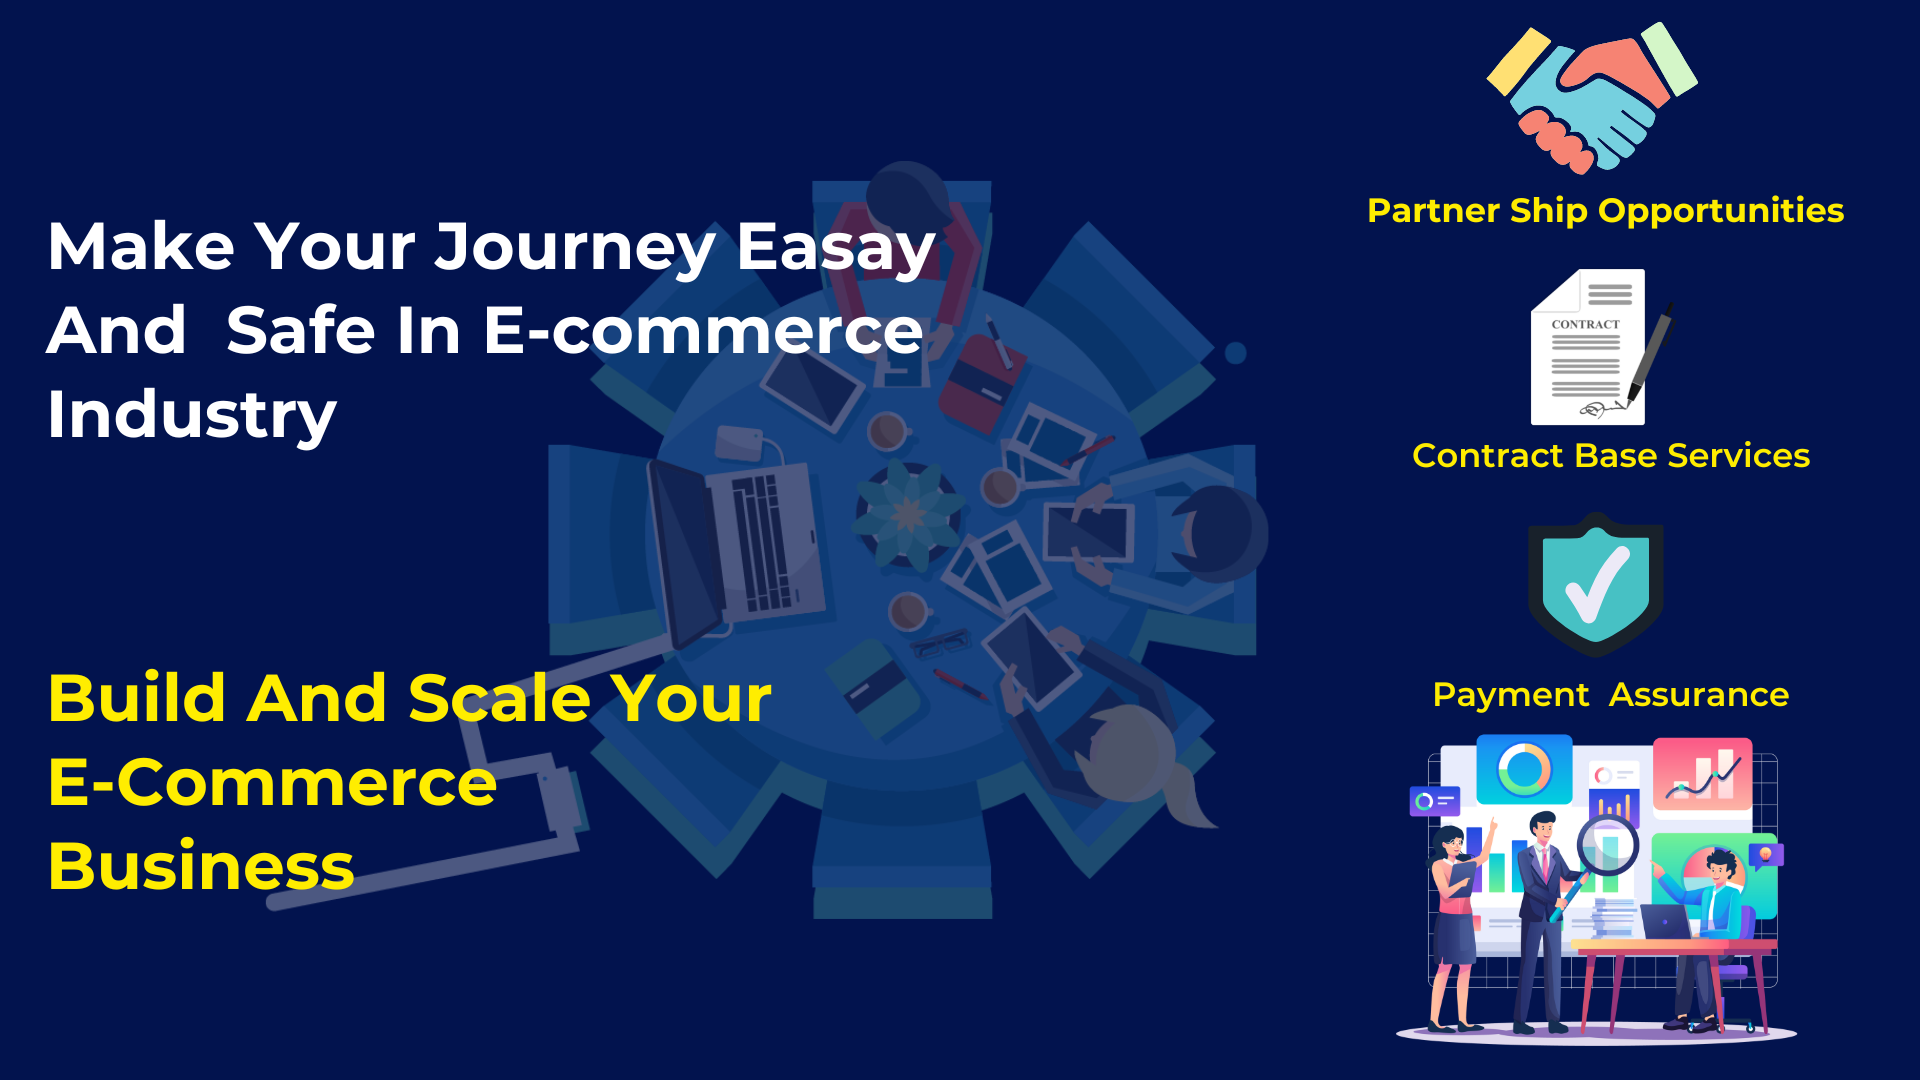 Make Your Journey Easay
And  Safe In E-commerce
Industry
Build And Scale Your
E-Commerce
Business
Partner Ship Opportunities
CONTRACT
Contract Base Services
Payment  Assurance